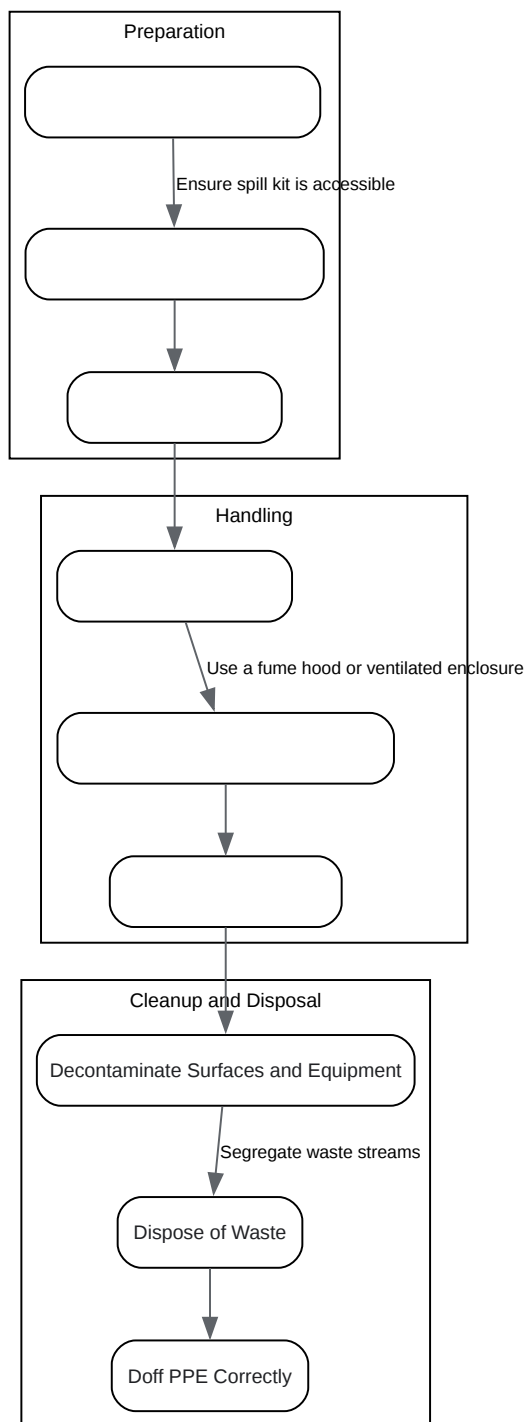 Preparation
Ensure spill kit is accessible
Handling
Use a fume hood or ventilated enclosure
Cleanup and Disposal
Decontaminate Surfaces and Equipment
Segregate waste streams
Dispose of Waste
Doff PPE Correctly